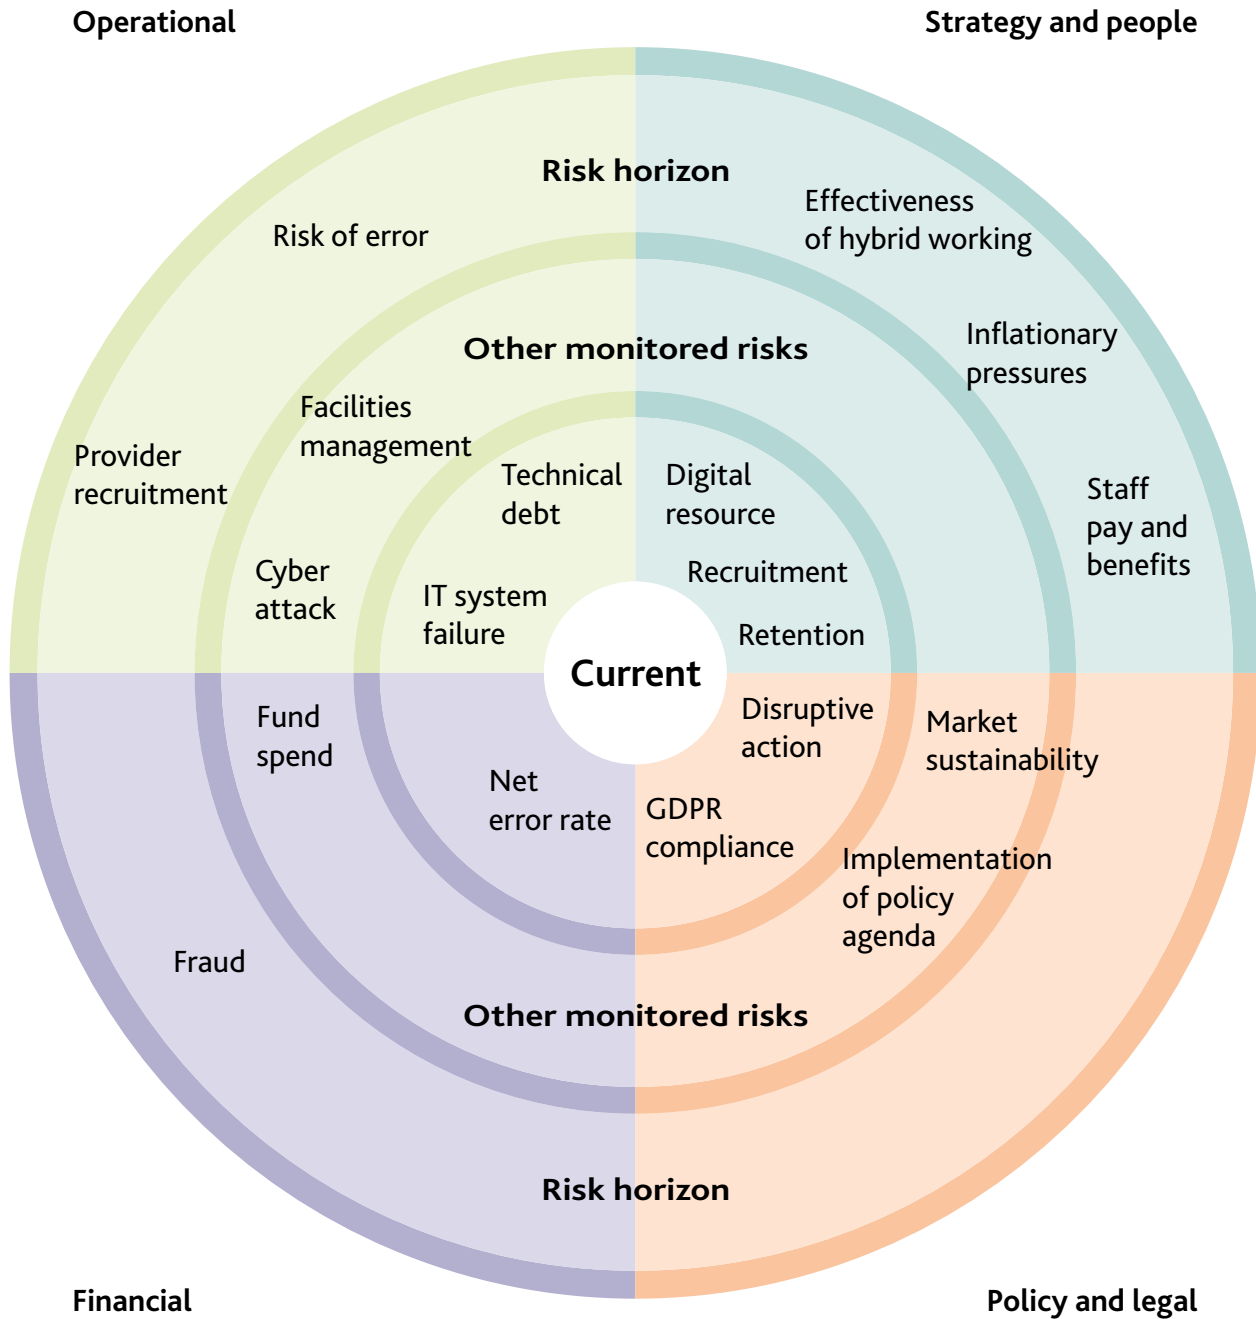 Operational
Strategy and people
Risk horizon
Effectiveness
of hybrid working
Risk of error
Inflationary
pressures
Other monitored risks
Facilities
management
Provider
recruitment
Technical
debt
Digital
resource
Staff
pay and
benefits
Cyber
attack
IT system
failure
Recruitment
Retention
Current
Fund
spend
Disruptive
action
Market
sustainability
Net
error rate
GDPR
compliance
Implementation
of policy
agenda
Fraud
Other monitored risks
Risk horizon
Financial
Policy and legal